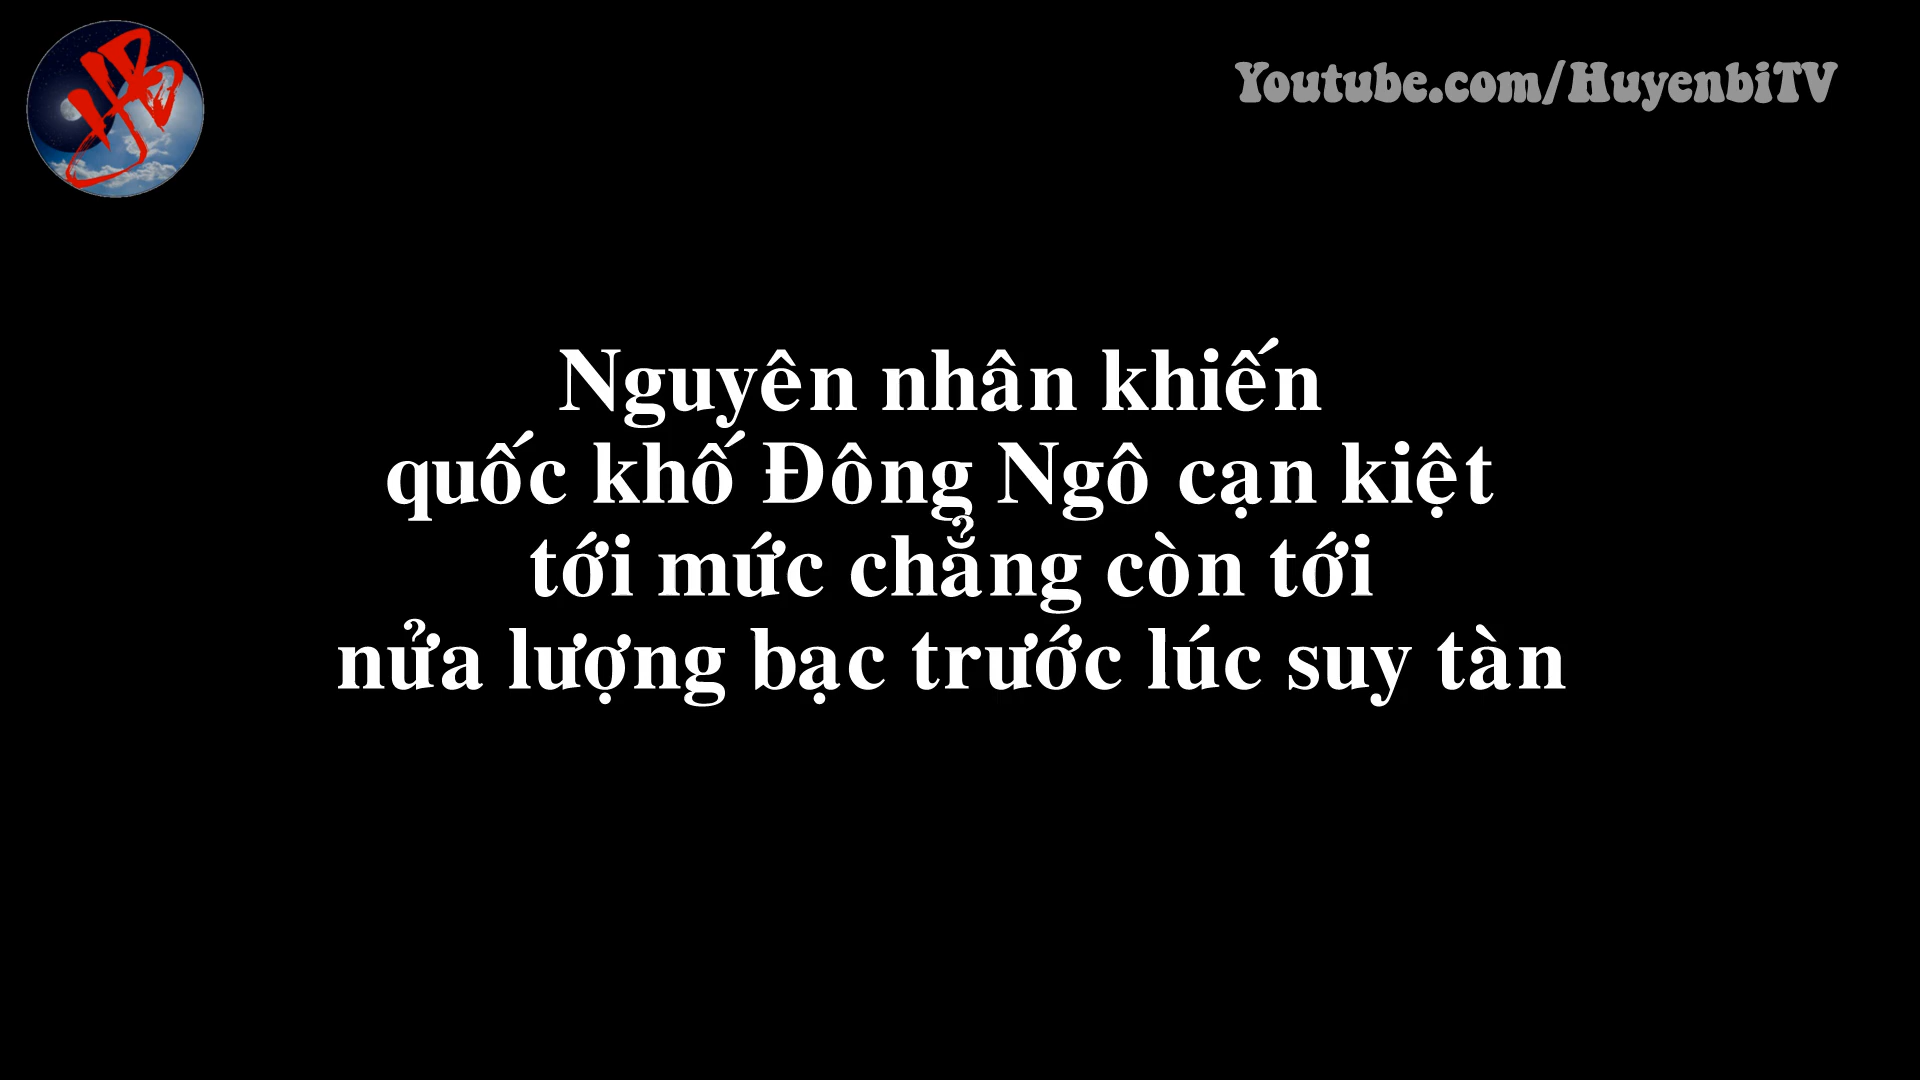 Youtube.com/HuyenbiTV
Nguyên nhân khiến
quốc khố Đông Ngô cạn kiệt
tới mức chẳng còn tới
nửa lượng bạc trước lúc suy tàn